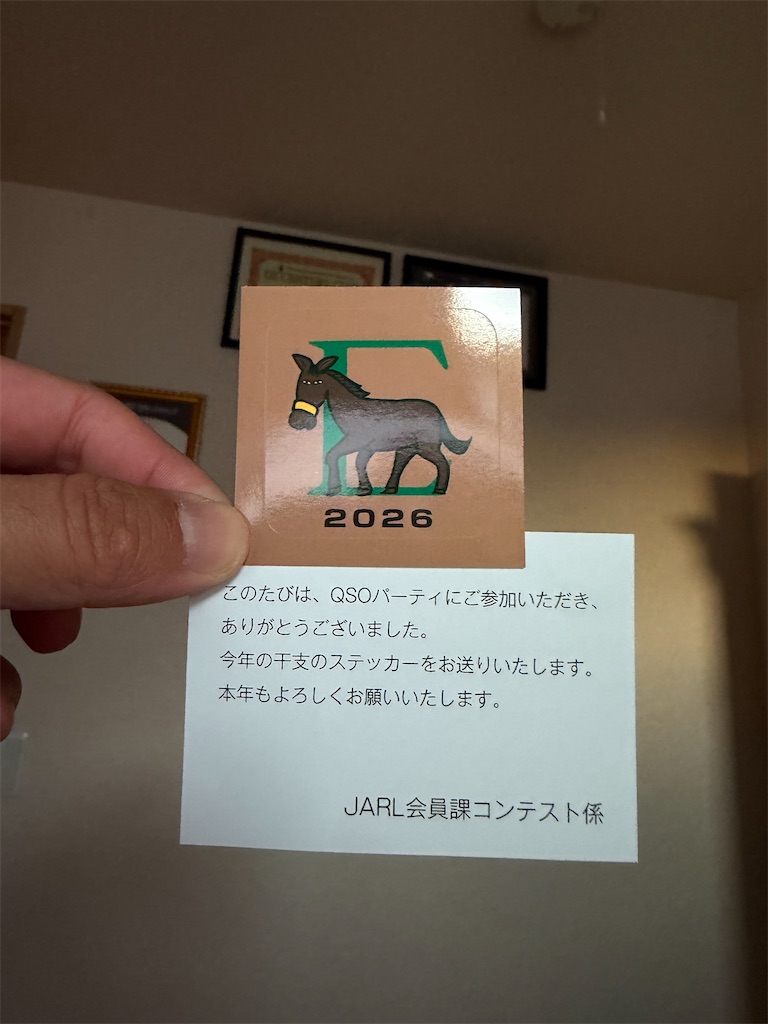 E
2026
このたびは、QSOパーティにご参加いただき、
ありがとうございました。
今年の干支のステッカーをお送りいたします。
本年もよろしくお願いいたします。
JARL会員課コンテスト係